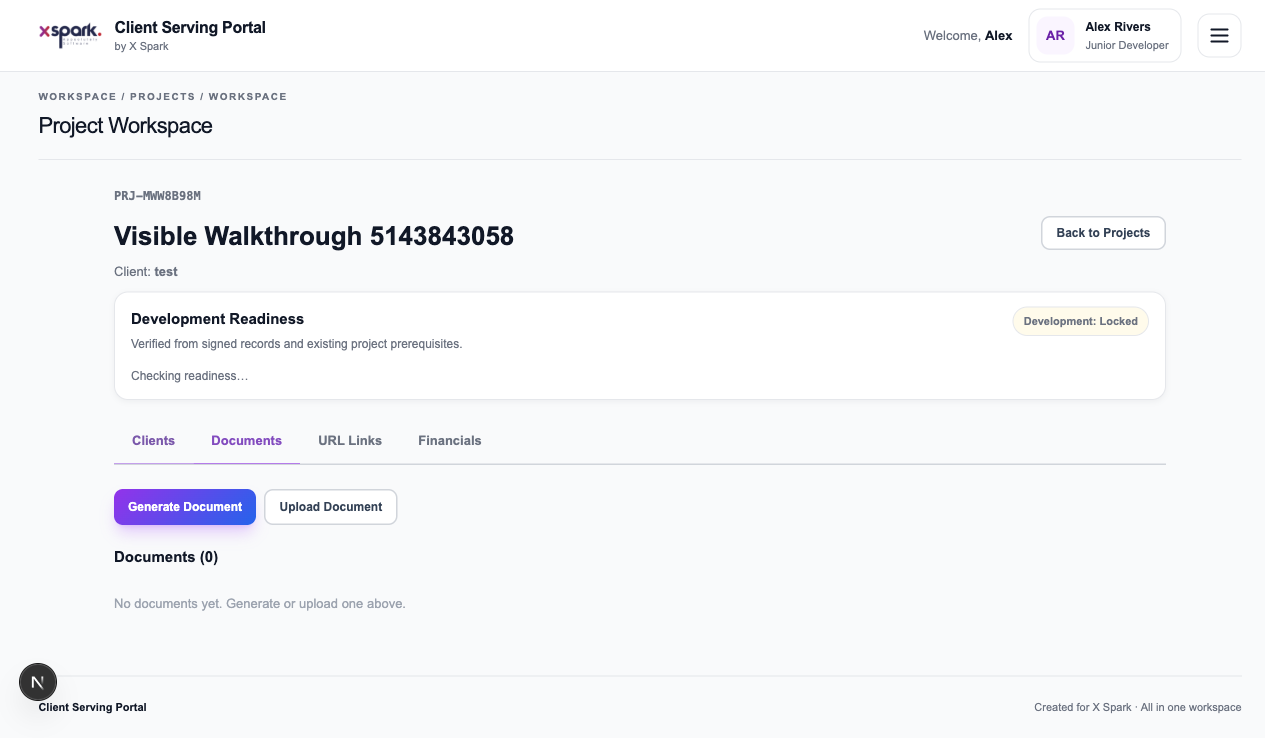 xspark.
Client Serving Portal
by X Spark
Welcome, Alex
AR
Alex Rivers
Junior Developer
WORKSPACE / PROJECTS / WORKSPACE
Project Workspace
PRJ-MWW8B98M
Visible Walkthrough 5143843058
Back to Projects
Client: test
Development Readiness
Development: Locked
Verified from signed records and existing project prerequisites.
Checking readiness…
Clients
Documents
URL Links
Financials
Generate Document
Upload Document
Documents (0)
No documents yet. Generate or upload one above.
N
Client Serving Portal
Created for X Spark · All in one workspace